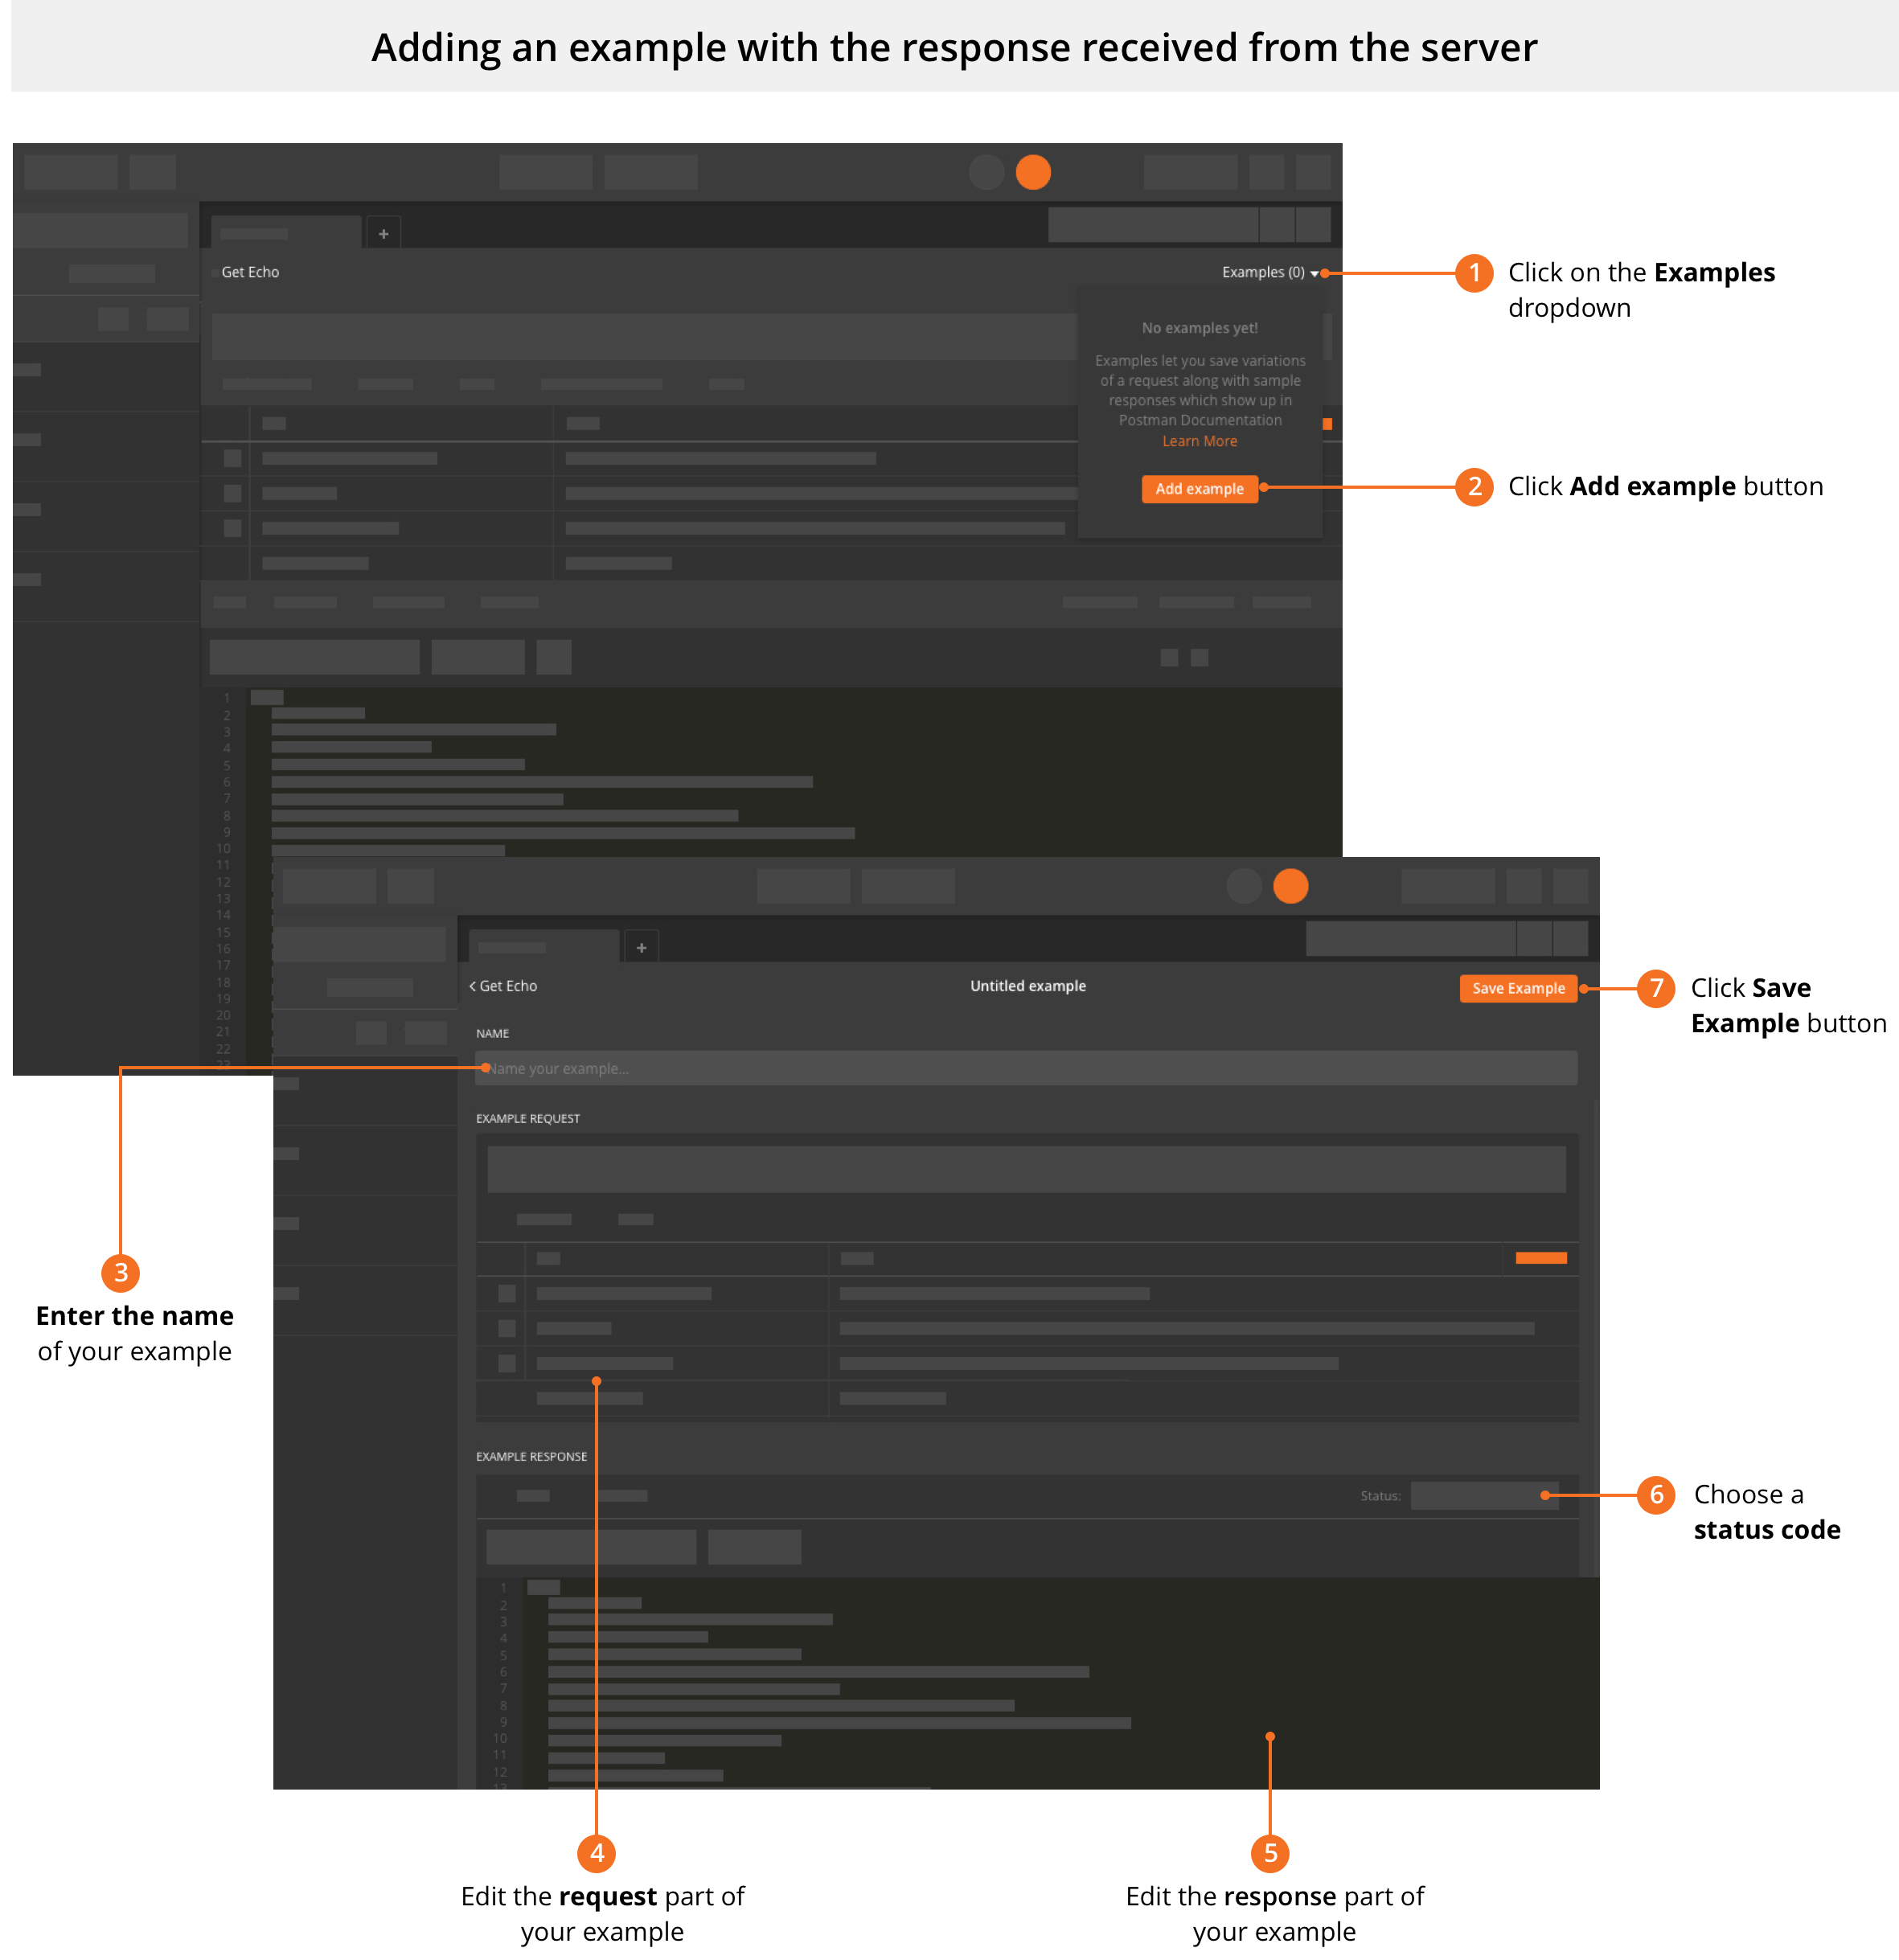 Adding an example with the response received from the server
+
Get Echo
Examples (0)
1
Click on the Examples
dropdown
No examples yet!
Examples let you save variations
of a request along with sample
responses which show up in
Postman Documentation
Learn More
Add example
2
Click Add example button
1
2
3
4
5
6
7
8
9
10
11
12
13
14
15
16
17
18
19
20
21
22
23
+
Get Echo
Untitled example
Save Example
7
Click Save
Example button
NAME
Name your example...
EXAMPLE REQUEST
3
Enter the name
of your example
EXAMPLE RESPONSE
Status:
6
Choose a
status code
1
2
3
4
5
6
7
8
9
10
11
12
13
4
Edit the request part of
your example
5
Edit the response part of
your example